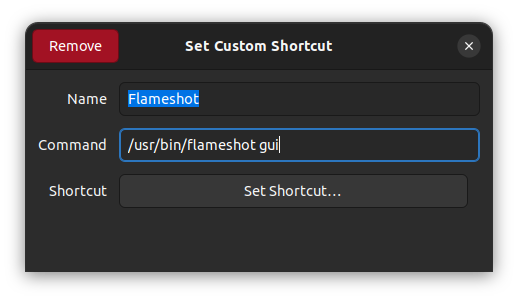 Remove
Set Custom Shortcut
Name
Flameshot
Command
/usr/bin/flameshot gui
Shortcut
Set Shortcut...